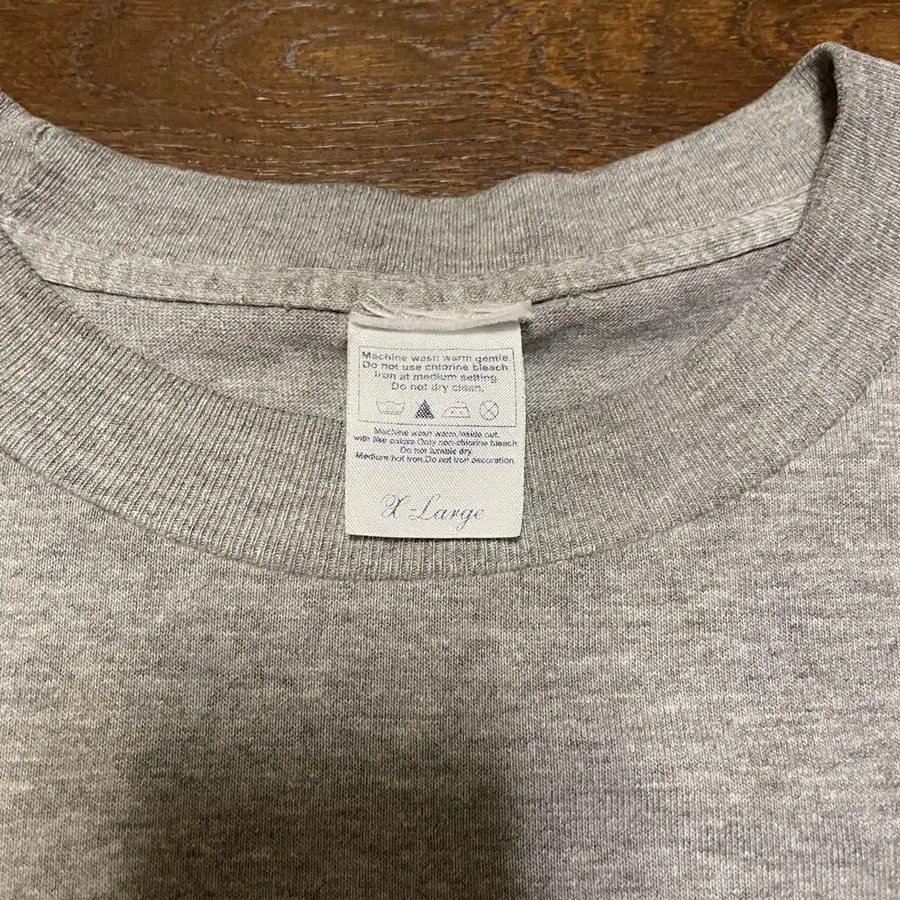 Machine wash warm gentle.
Do not use chlorine bleach
Iron at medium setting
Do not dry clean.
Machine wash warm,inside out,
with like colors.Only non-chlorine bleach
Do not tumble dry.
Medium/hot iron.Do not iron decoration.
X-Large